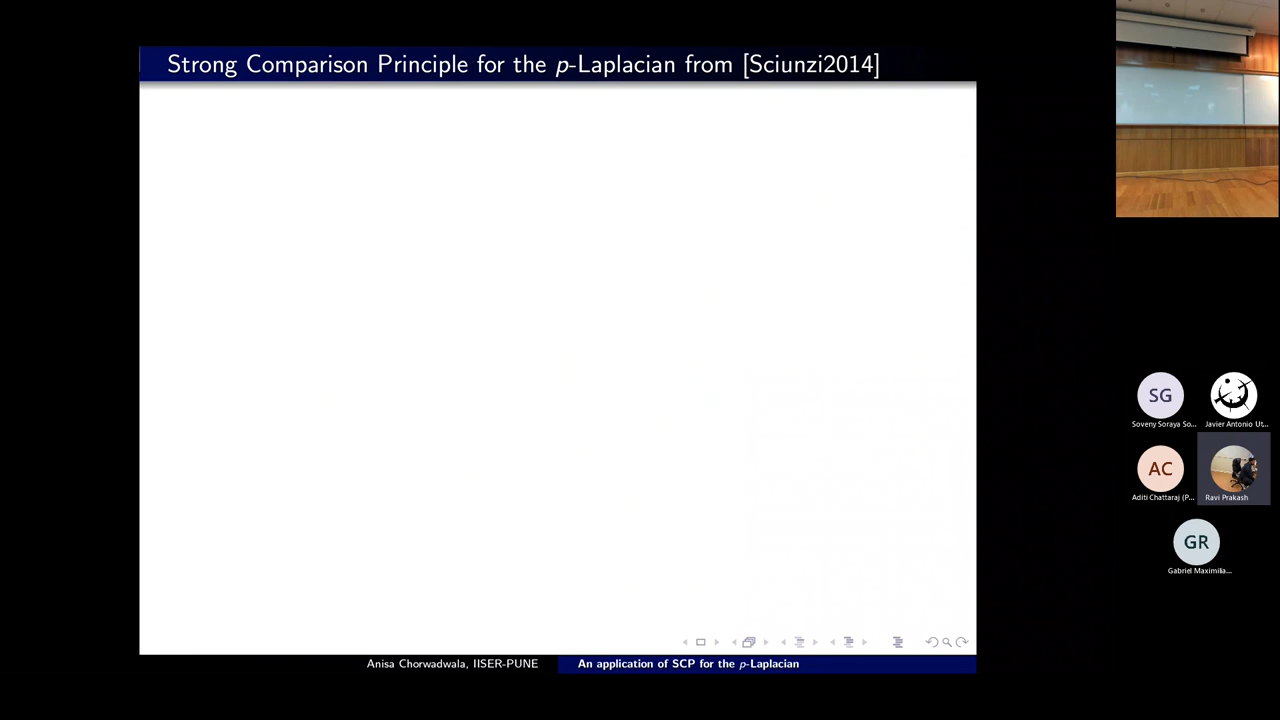 Strong Comparison Principle for the p-Laplacian from [Sciunzi2014]
SG
Soveny Soraya So...
Javier Antonio Ut...
AC
Aditi Chattaraj (P...
Ravi Prakash
GR
Gabriel Maximilia...
Anisa Chorwadwala, IISER-PUNE
An application of SCP for the p-Laplacian